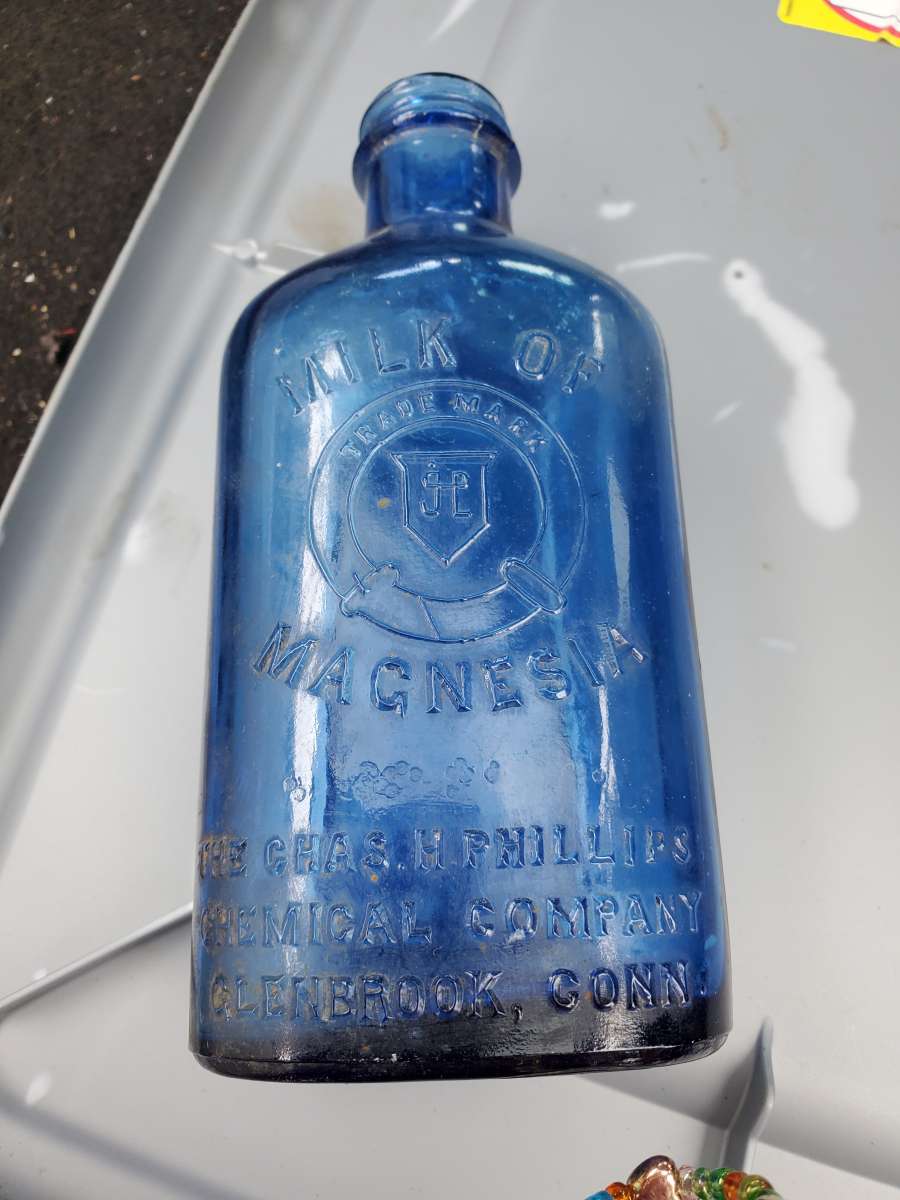 MILK OF
TRADE MARK
MAGNESIA
THE CHAS. H PHILLIPS
CHEMICAL COMPANY
GLENBROOK, CONN.